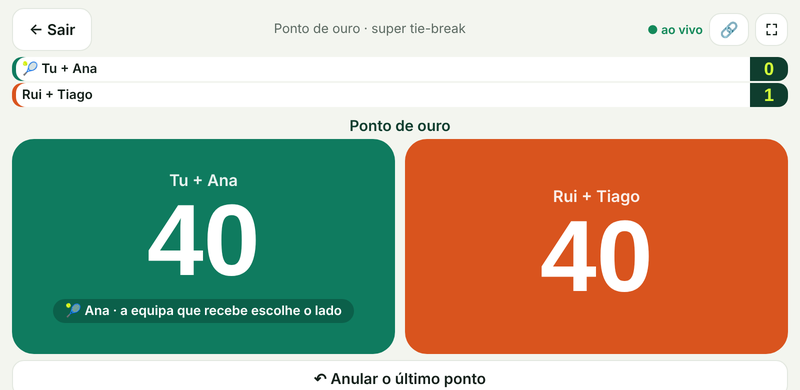 ← Sair
Ponto de ouro · super tie-break
ao vivo
Tu + Ana
0
Rui + Tiago
1
Ponto de ouro
Tu + Ana
40
Ana · a equipa que recebe escolhe o lado
Rui + Tiago
40
↶ Anular o último ponto